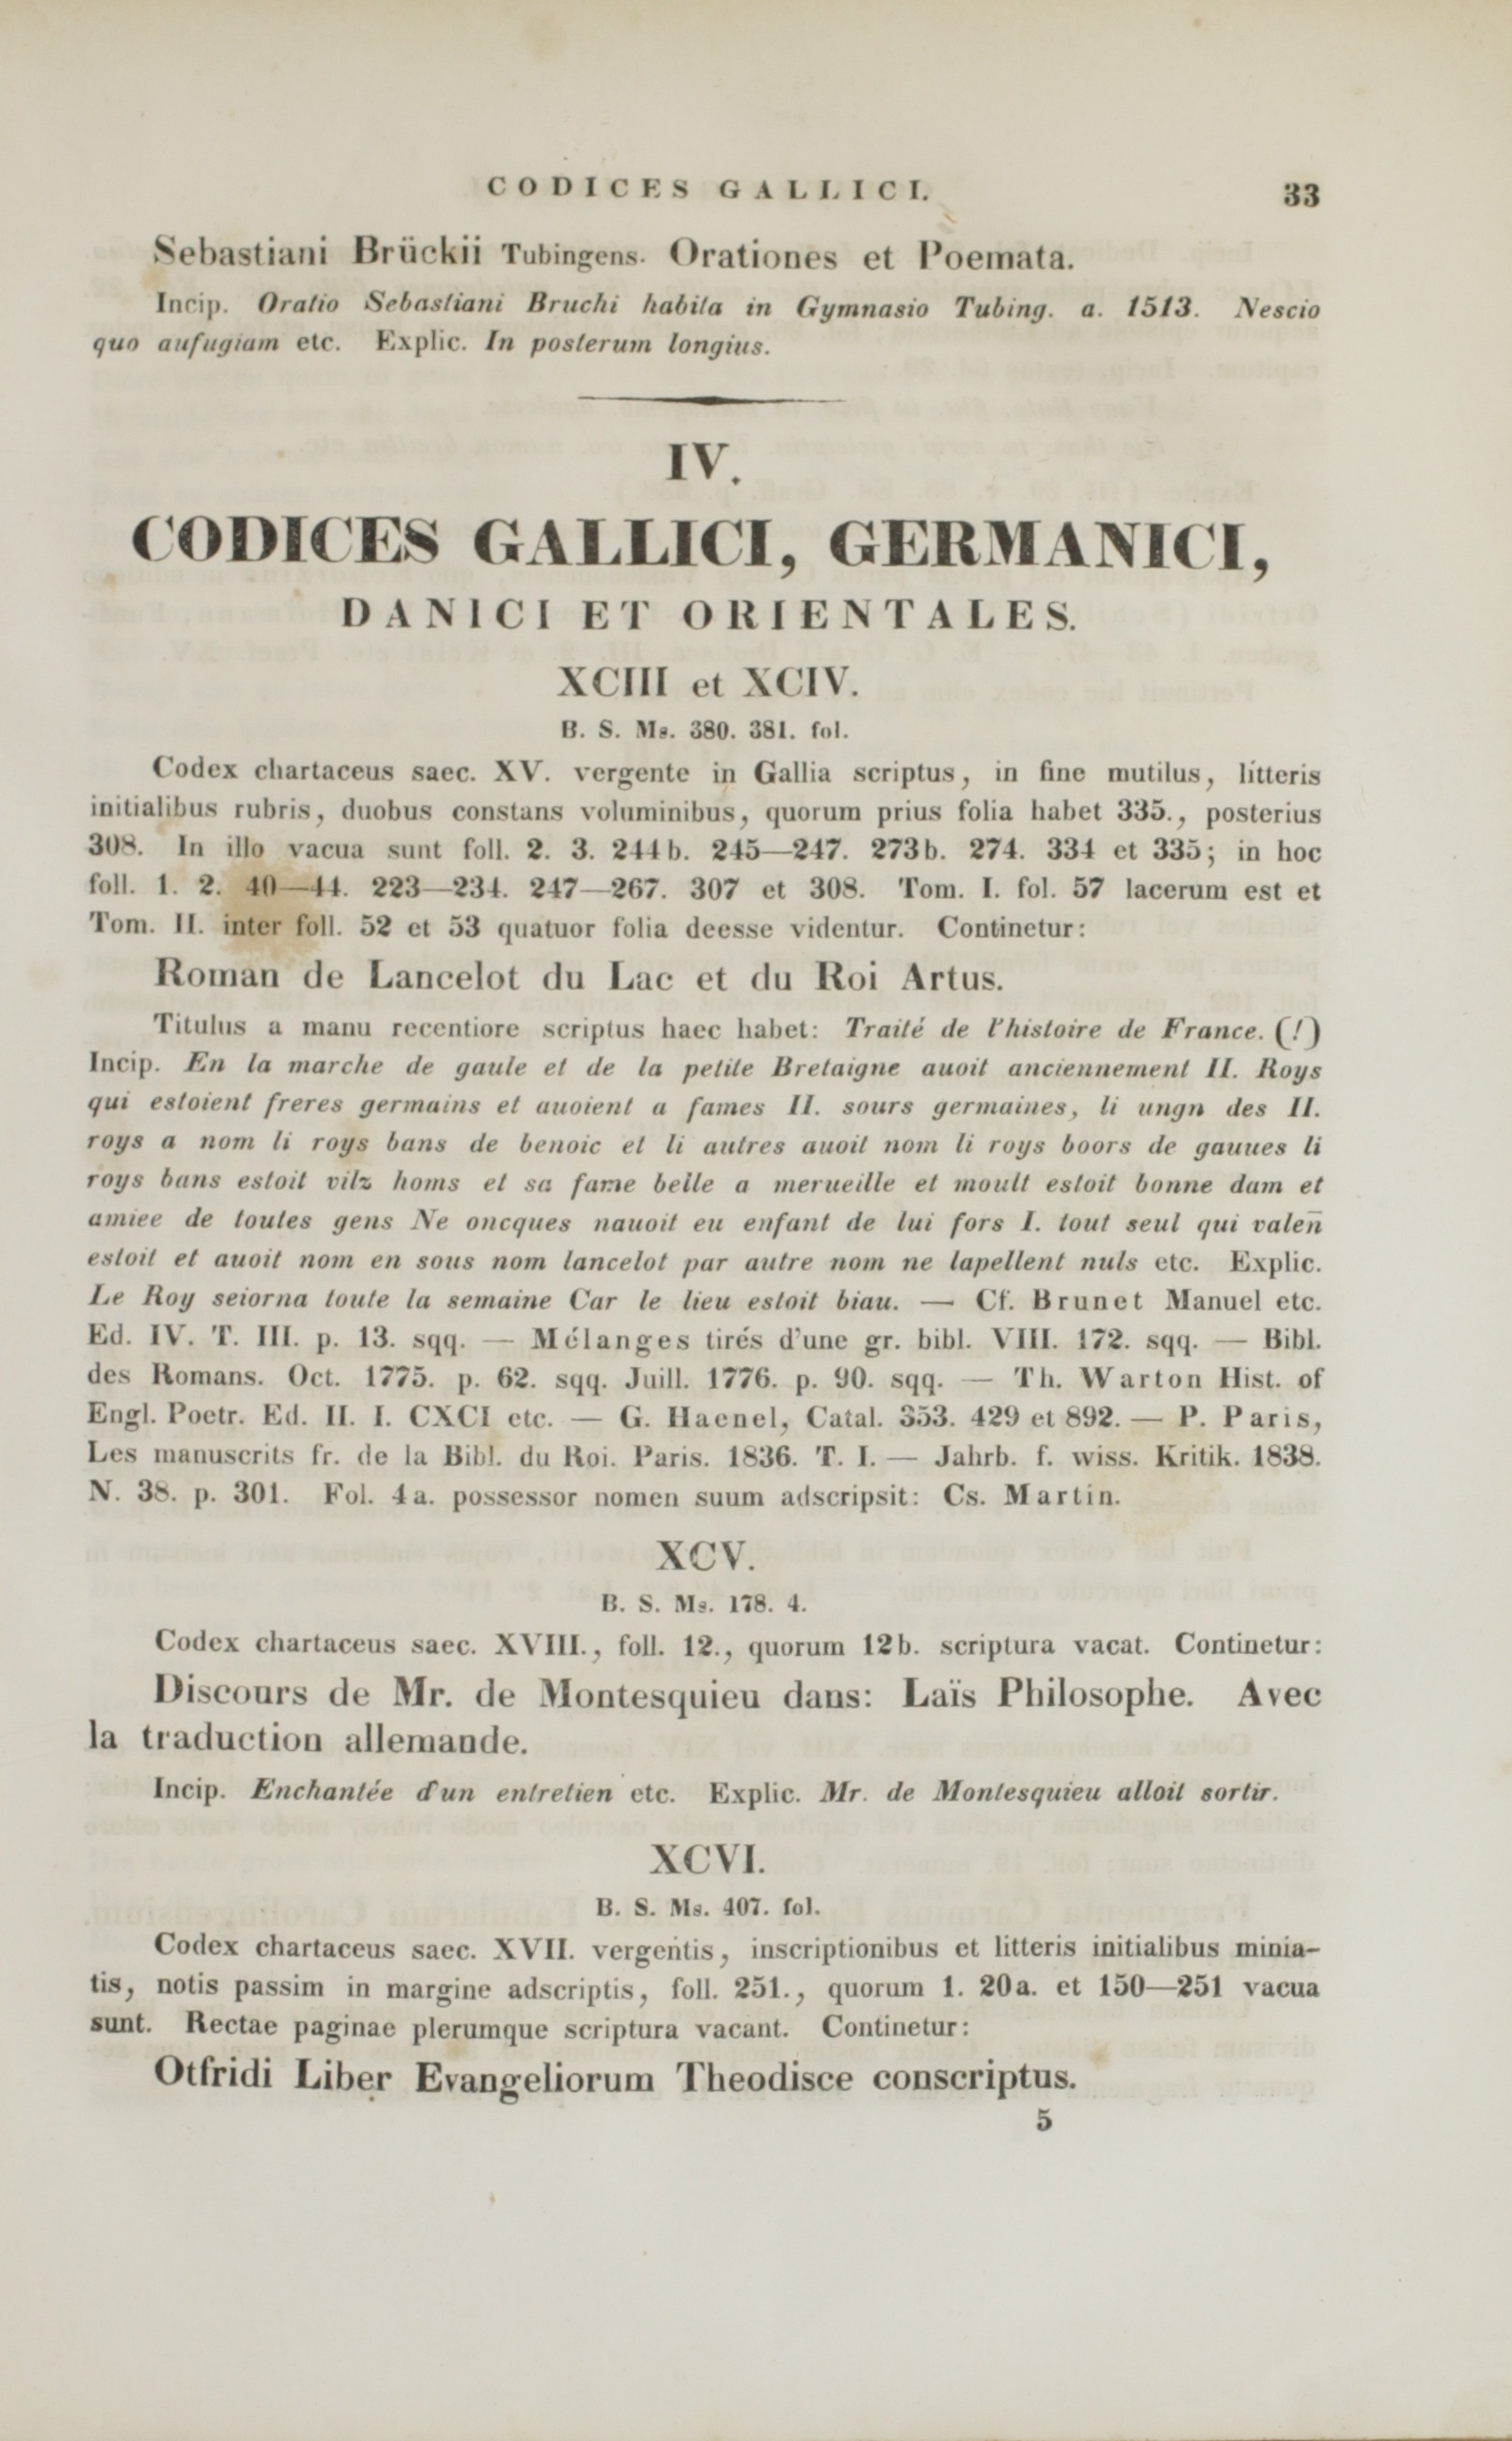 CODICES GALLICI. 33
Sebastiani Brückii Tubingens. Orationes et Poemata.
Incip. Oratio Sebastiani Bruchi habita in Gymnasio Tubing. a. 1513. Nescio
quo aufugiam etc. Explic. In posterum longius.
IV.
CODICES GALLICI, GERMANICI,
DANICI ET ORIENTALES.
XCIII et XCIV.
B. S. Ms. 380. 381. fol.
Codex chartaceus saec. XV. vergente in Gallia scriptus, in fine mutilus, litteris
initialibus rubris, duobus constans voluminibus, quorum prius folia habet 335., posterius
308. In illo vacua sunt foll. 2. 3. 244b. 245—247. 273b. 274. 334 et 335; in hoc
foll. 1. 2. 40—44. 223—234. 247—267. 307 et 308. Tom. I. fol. 57 lacerum est et
Tom. II. inter foll. 52 et 53 quatuor folia deesse videntur. Continetur:
Roman de Lancelot du Lac et du Roi Artus.
Titulus a manu recentiore scriptus haec habet: Traité de l'histoire de France. (!)
Incip. En la marche de gaule et de la petite Bretaigne auoit anciennement II. Roys
qui estoient freres germains et auoient a fames II. sours germaines, li ungn des II.
roys a nom li roys bans de benoic et li autres auoit nom li roys boors de gauues li
roys bans estoit vilz homs et sa fame belle a merueille et moult estoit bonne dam et
amiee de toutes gens Ne oncques nauoit eu enfant de lui fors I. tout seul qui valen̄
estoit et auoit nom en sous nom lancelot par autre nom ne lapellent nuls etc. Explic.
Le Roy seiorna toute la semaine Car le lieu estoit biau. — Cf. Brunet Manuel etc.
Ed. IV. T. III. p. 13. sqq. — Mélanges tirés d'une gr. bibl. VIII. 172. sqq. — Bibl.
des Romans. Oct. 1775. p. 62. sqq. Juill. 1776. p. 90. sqq. — Th. Warton Hist. of
Engl. Poetr. Ed. II. I. CXCI etc. — G. Haenel, Catal. 353. 429 et 892. — P. Paris,
Les manuscrits fr. de la Bibl. du Roi. Paris. 1836. T. I. — Jahrb. f. wiss. Kritik. 1838.
N. 38. p. 301. Fol. 4a. possessor nomen suum adscripsit: Cs. Martin.
XCV.
B. S. Ms. 178. 4.
Codex chartaceus saec. XVIII., foll. 12., quorum 12b. scriptura vacat. Continetur:
Discours de Mr. de Montesquieu dans: Laïs Philosophe. Avec
la traduction allemande.
Incip. Enchantée d'un entretien etc. Explic. Mr. de Montesquieu alloit sortir.
XCVI.
B. S. Ms. 407. fol.
Codex chartaceus saec. XVII. vergentis, inscriptionibus et litteris initialibus minia-
tis, notis passim in margine adscriptis, foll. 251., quorum 1. 20a. et 150—251 vacua
sunt. Rectae paginae plerumque scriptura vacant. Continetur:
Otfridi Liber Evangeliorum Theodisce conscriptus.
5